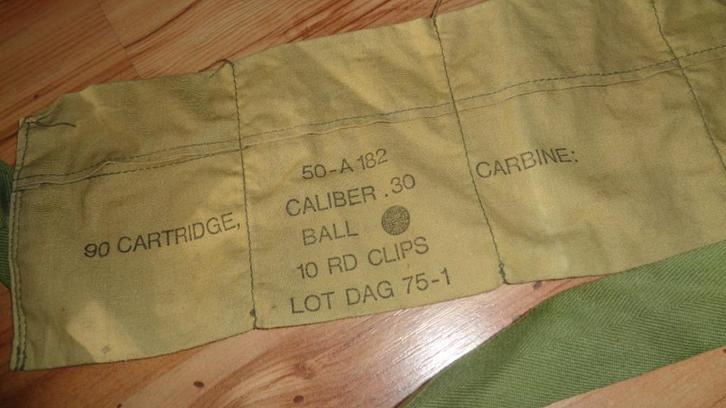 50-A 182
90 CARTRIDGE, CALIBER .30 CARBINE:
BALL
10 RD CLIPS
LOT DAG 75-1